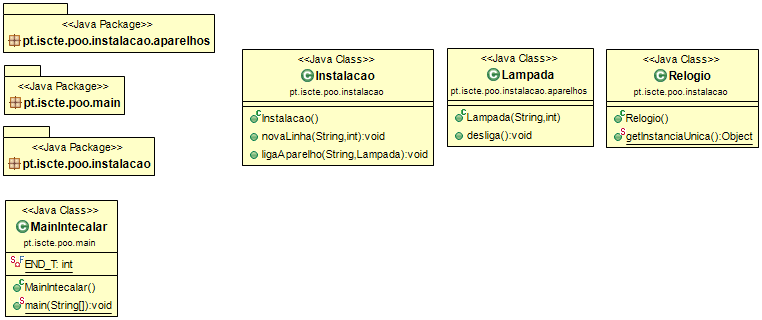 <<Java Package>>
pt.iscte.poo.instalacao.aparelhos
<<Java Package>>
pt.iscte.poo.main
<<Java Package>>
pt.iscte.poo.instalacao
<<Java Class>>
MainIntecalar
pt.iscte.poo.main
END_T: int
MainIntecalar()
main(String[]):void
<<Java Class>>
Instalacao
pt.iscte.poo.instalacao
Instalacao()
novaLinha(String,int):void
ligaAparelho(String,Lampada):void
<<Java Class>>
Lampada
pt.iscte.poo.instalacao.aparelhos
Lampada(String,int)
desliga():void
<<Java Class>>
Relogio
pt.iscte.poo.instalacao
Relogio()
getInstanciaUnica():Object